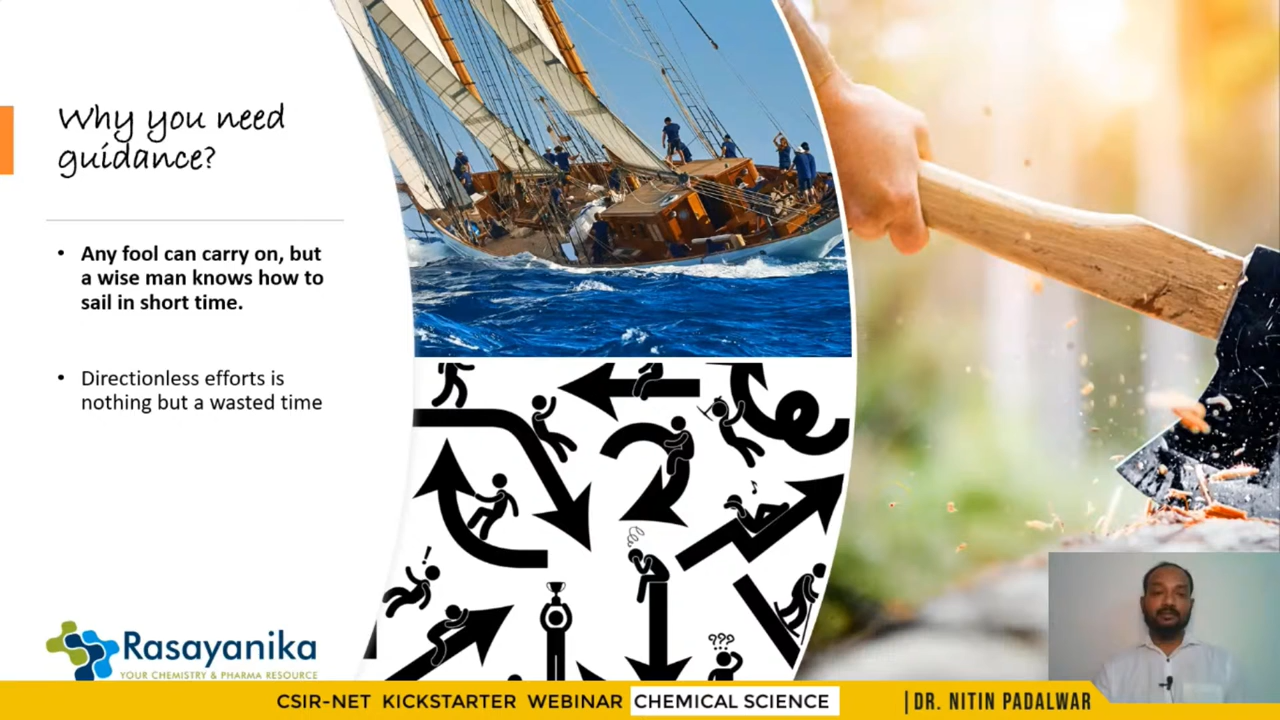 Why you need
guidance?
• Any fool can carry on, but
a wise man knows how to
sail in short time.
• Directionless efforts is
nothing but a wasted time
!
???
Rasayanika
YOUR CHEMISTRY & PHARMA RESOURCE
CSIR-NET KICKSTARTER WEBINAR CHEMICAL SCIENCE |DR. NITIN PADALWAR